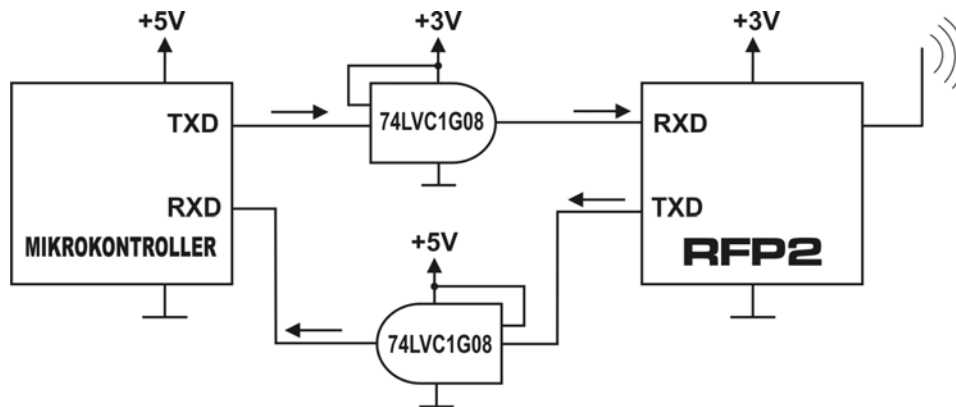 +5V
+3V
+3V
TXD
74LVC1G08
RXD
RXD
TXD
MIKROKONTROLLER
+5V
RFP2
74LVC1G08